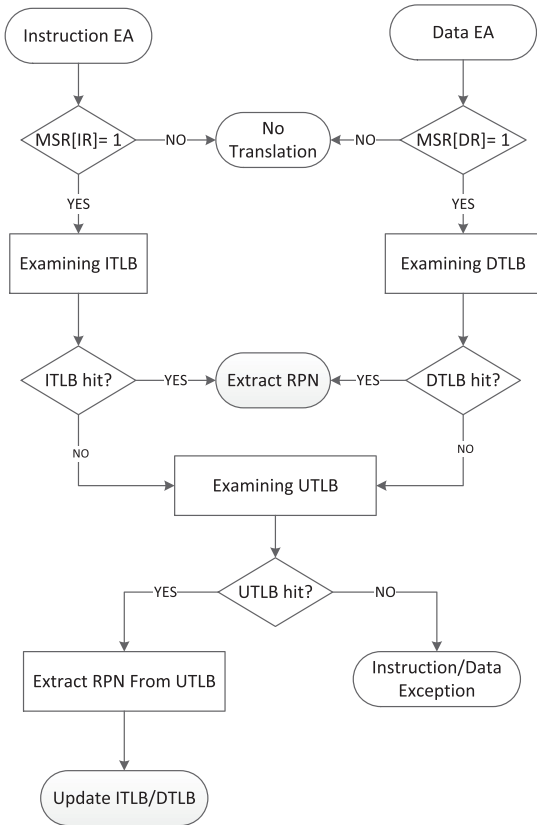 Instruction EA
Data EA
MSR[IR]= 1
NO
No
Translation
NO
MSR[DR]= 1
YES
YES
Examining ITLB
Examining DTLB
ITLB hit?
YES
Extract RPN
YES
DTLB hit?
NO
NO
Examining UTLB
YES
UTLB hit?
NO
Extract RPN From UTLB
Instruction/Data
Exception
Update ITLB/DTLB